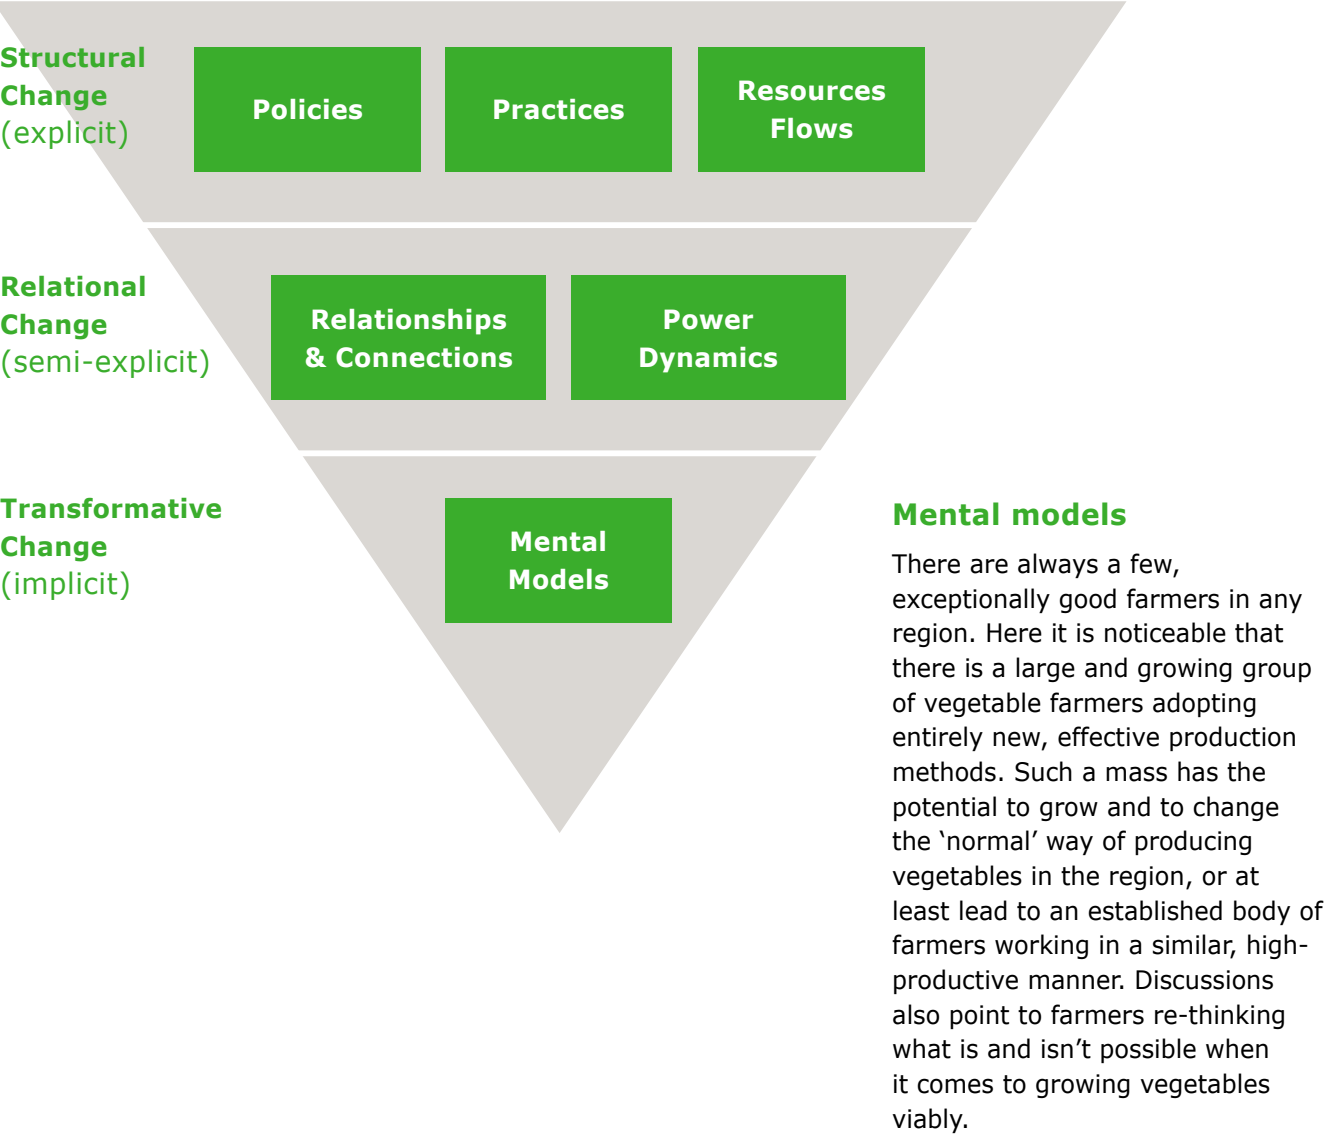 Structural
Change
(explicit)
Policies
Practices
Resources
Flows
Relational
Change
(semi-explicit)
Relationships
& Connections
Power
Dynamics
Transformative
Change
(implicit)
Mental
Models
Mental models
There are always a few,
exceptionally good farmers in any
region. Here it is noticeable that
there is a large and growing group
of vegetable farmers adopting
entirely new, effective production
methods. Such a mass has the
potential to grow and to change
the ‘normal’ way of producing
vegetables in the region, or at
least lead to an established body of
farmers working in a similar, high-
productive manner. Discussions
also point to farmers re-thinking
what is and isn’t possible when
it comes to growing vegetables
viably.